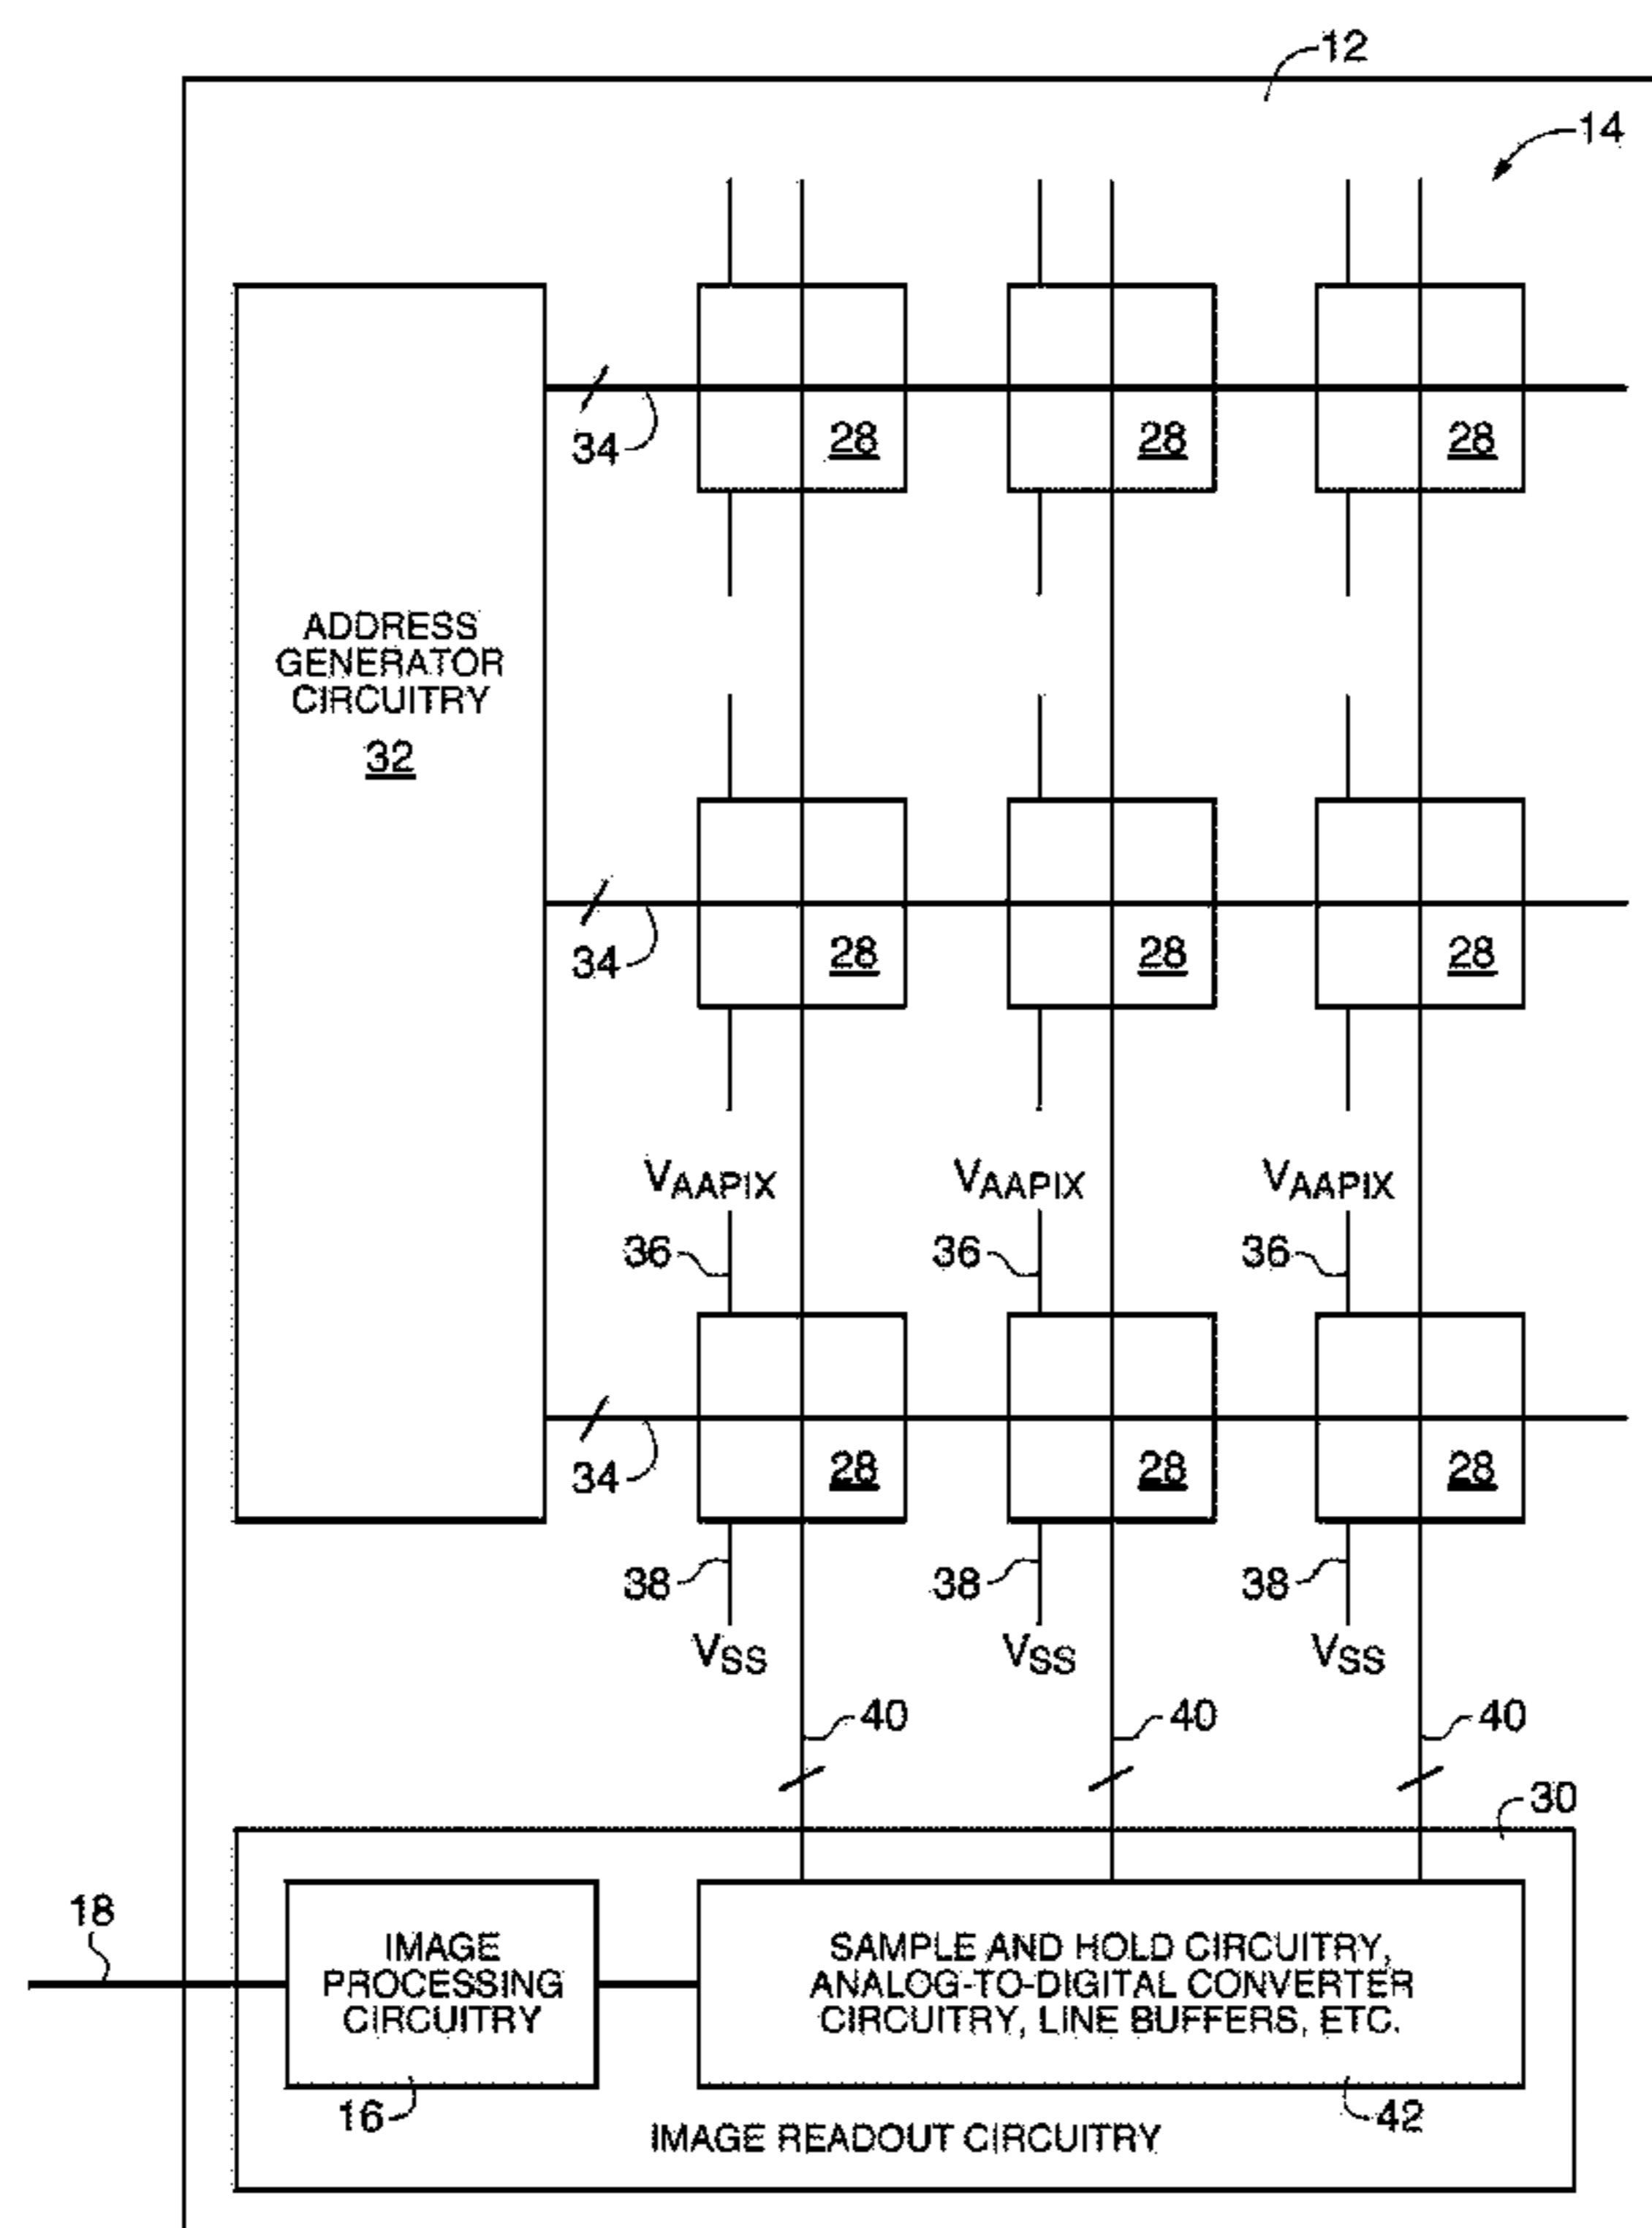 12
14
34 28 28 28
ADDRESS
GENERATOR
CIRCUITRY
32
34 28 28 28
VAAPIX VAAPIX VAAPIX
36 36 36
34 28 28 28
38 38 38
VSS VSS VSS
40 40 40
30
18
IMAGE
PROCESSING
CIRCUITRY
SAMPLE AND HOLD CIRCUITRY,
ANALOG-TO-DIGITAL CONVERTER
CIRCUITRY, LINE BUFFERS, ETC.
16 42
IMAGE READOUT CIRCUITRY